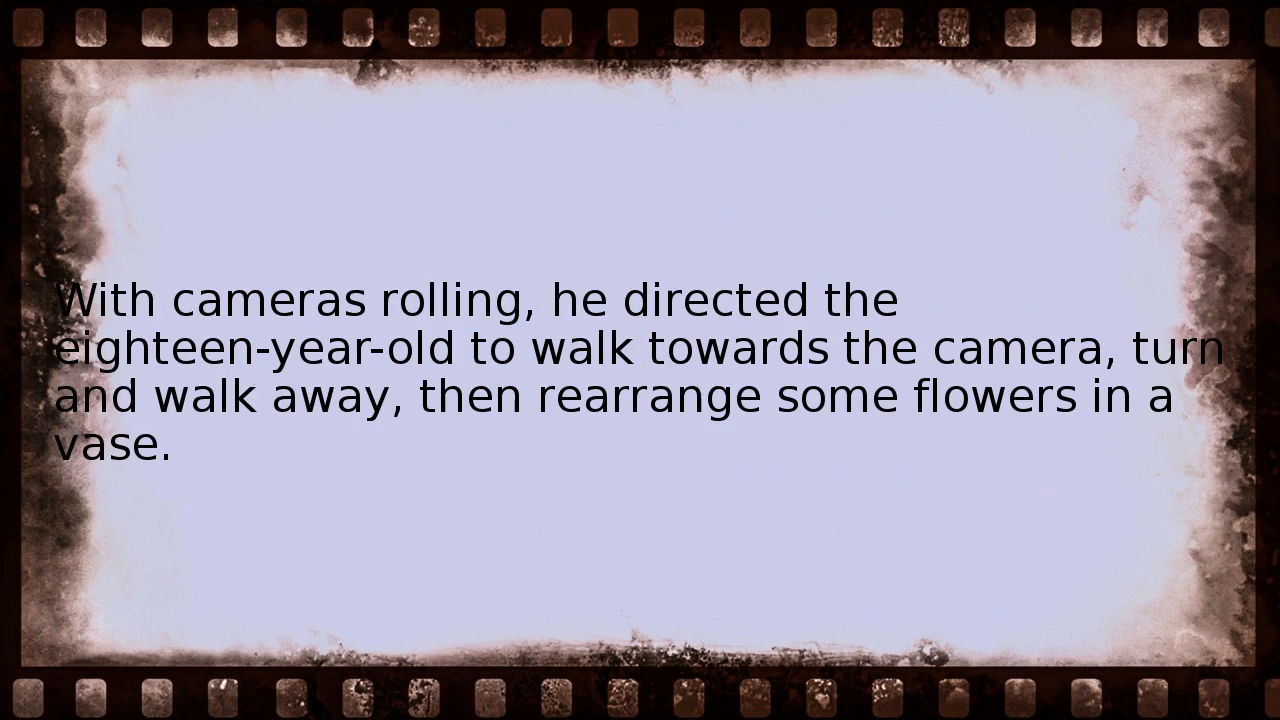 With cameras rolling, he directed the
eighteen-year-old to walk towards the camera, turn
and walk away, then rearrange some flowers in a
vase.